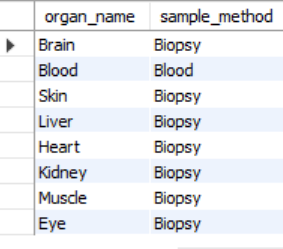 organ_name sample_method
Brain Biopsy
Blood Blood
Skin Biopsy
Liver Biopsy
Heart Biopsy
Kidney Biopsy
Muscle Biopsy
Eye Biopsy